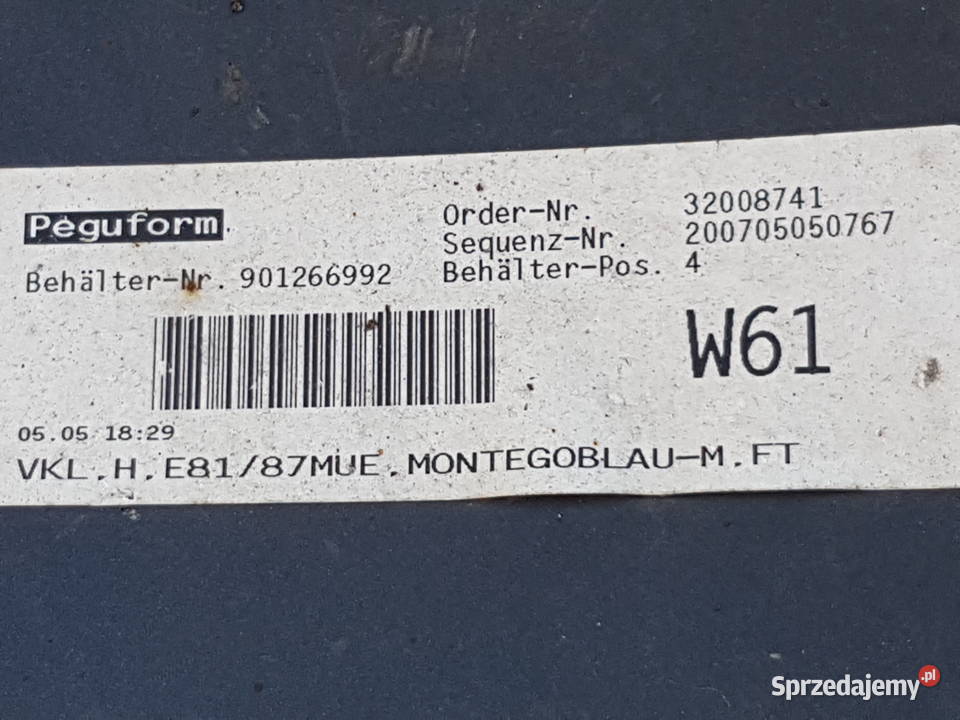 Peguform
Order-Nr. 32008741
Sequenz-Nr. 200705050767
Behälter-Nr. 901266992
Behälter-Pos. 4
W61
05.05 18:29
VKL.H.E81/87MUE.MONTEGOBLAU-M.FT
Sprzedajemy.pl